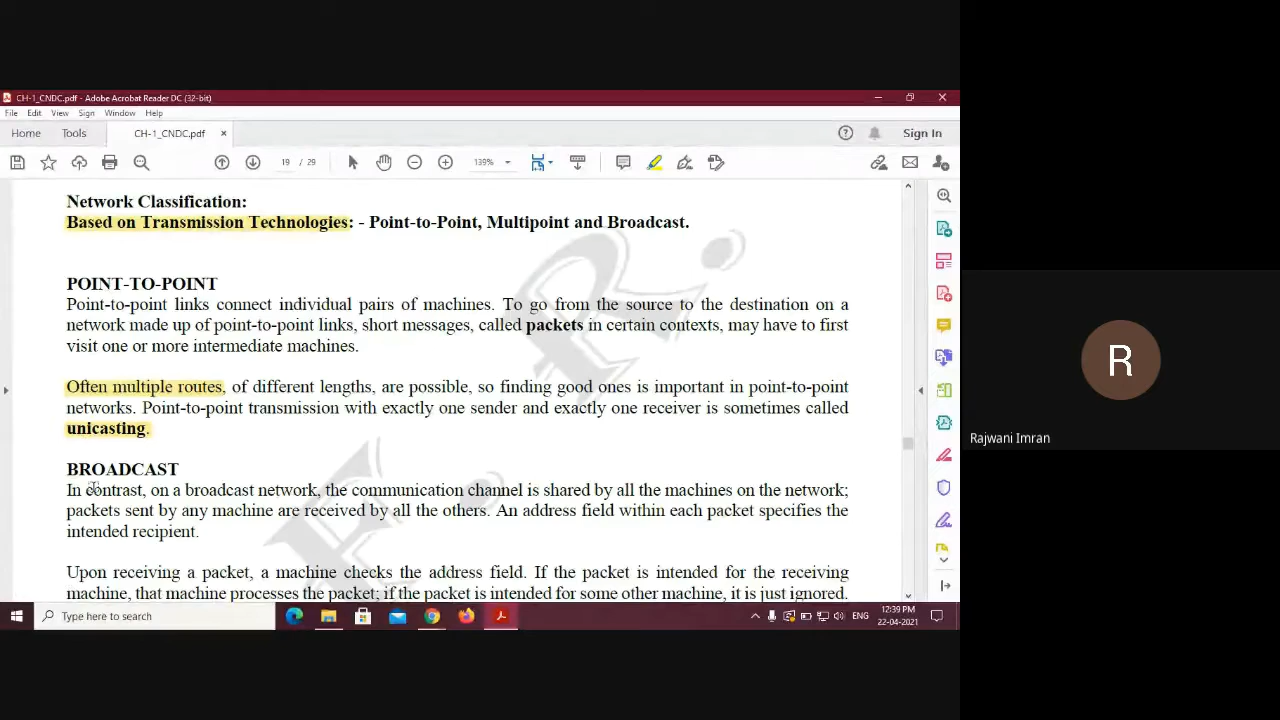 CH-1_CNDC.pdf - Adobe Acrobat Reader DC (32-bit)
File Edit View Sign Window Help
Home Tools CH-1_CNDC.pdf × Sign In
19 / 29 139%
Network Classification:
Based on Transmission Technologies: - Point-to-Point, Multipoint and Broadcast.
POINT-TO-POINT
Point-to-point links connect individual pairs of machines. To go from the source to the destination on a
network made up of point-to-point links, short messages, called packets in certain contexts, may have to first
visit one or more intermediate machines.
Often multiple routes, of different lengths, are possible, so finding good ones is important in point-to-point
networks. Point-to-point transmission with exactly one sender and exactly one receiver is sometimes called
unicasting.
BROADCAST
In contrast, on a broadcast network, the communication channel is shared by all the machines on the network;
packets sent by any machine are received by all the others. An address field within each packet specifies the
intended recipient.
Upon receiving a packet, a machine checks the address field. If the packet is intended for the receiving
machine, that machine processes the packet; if the packet is intended for some other machine, it is just ignored.
R
Rajwani Imran
Type here to search
ENG
12:39 PM
22-04-2021